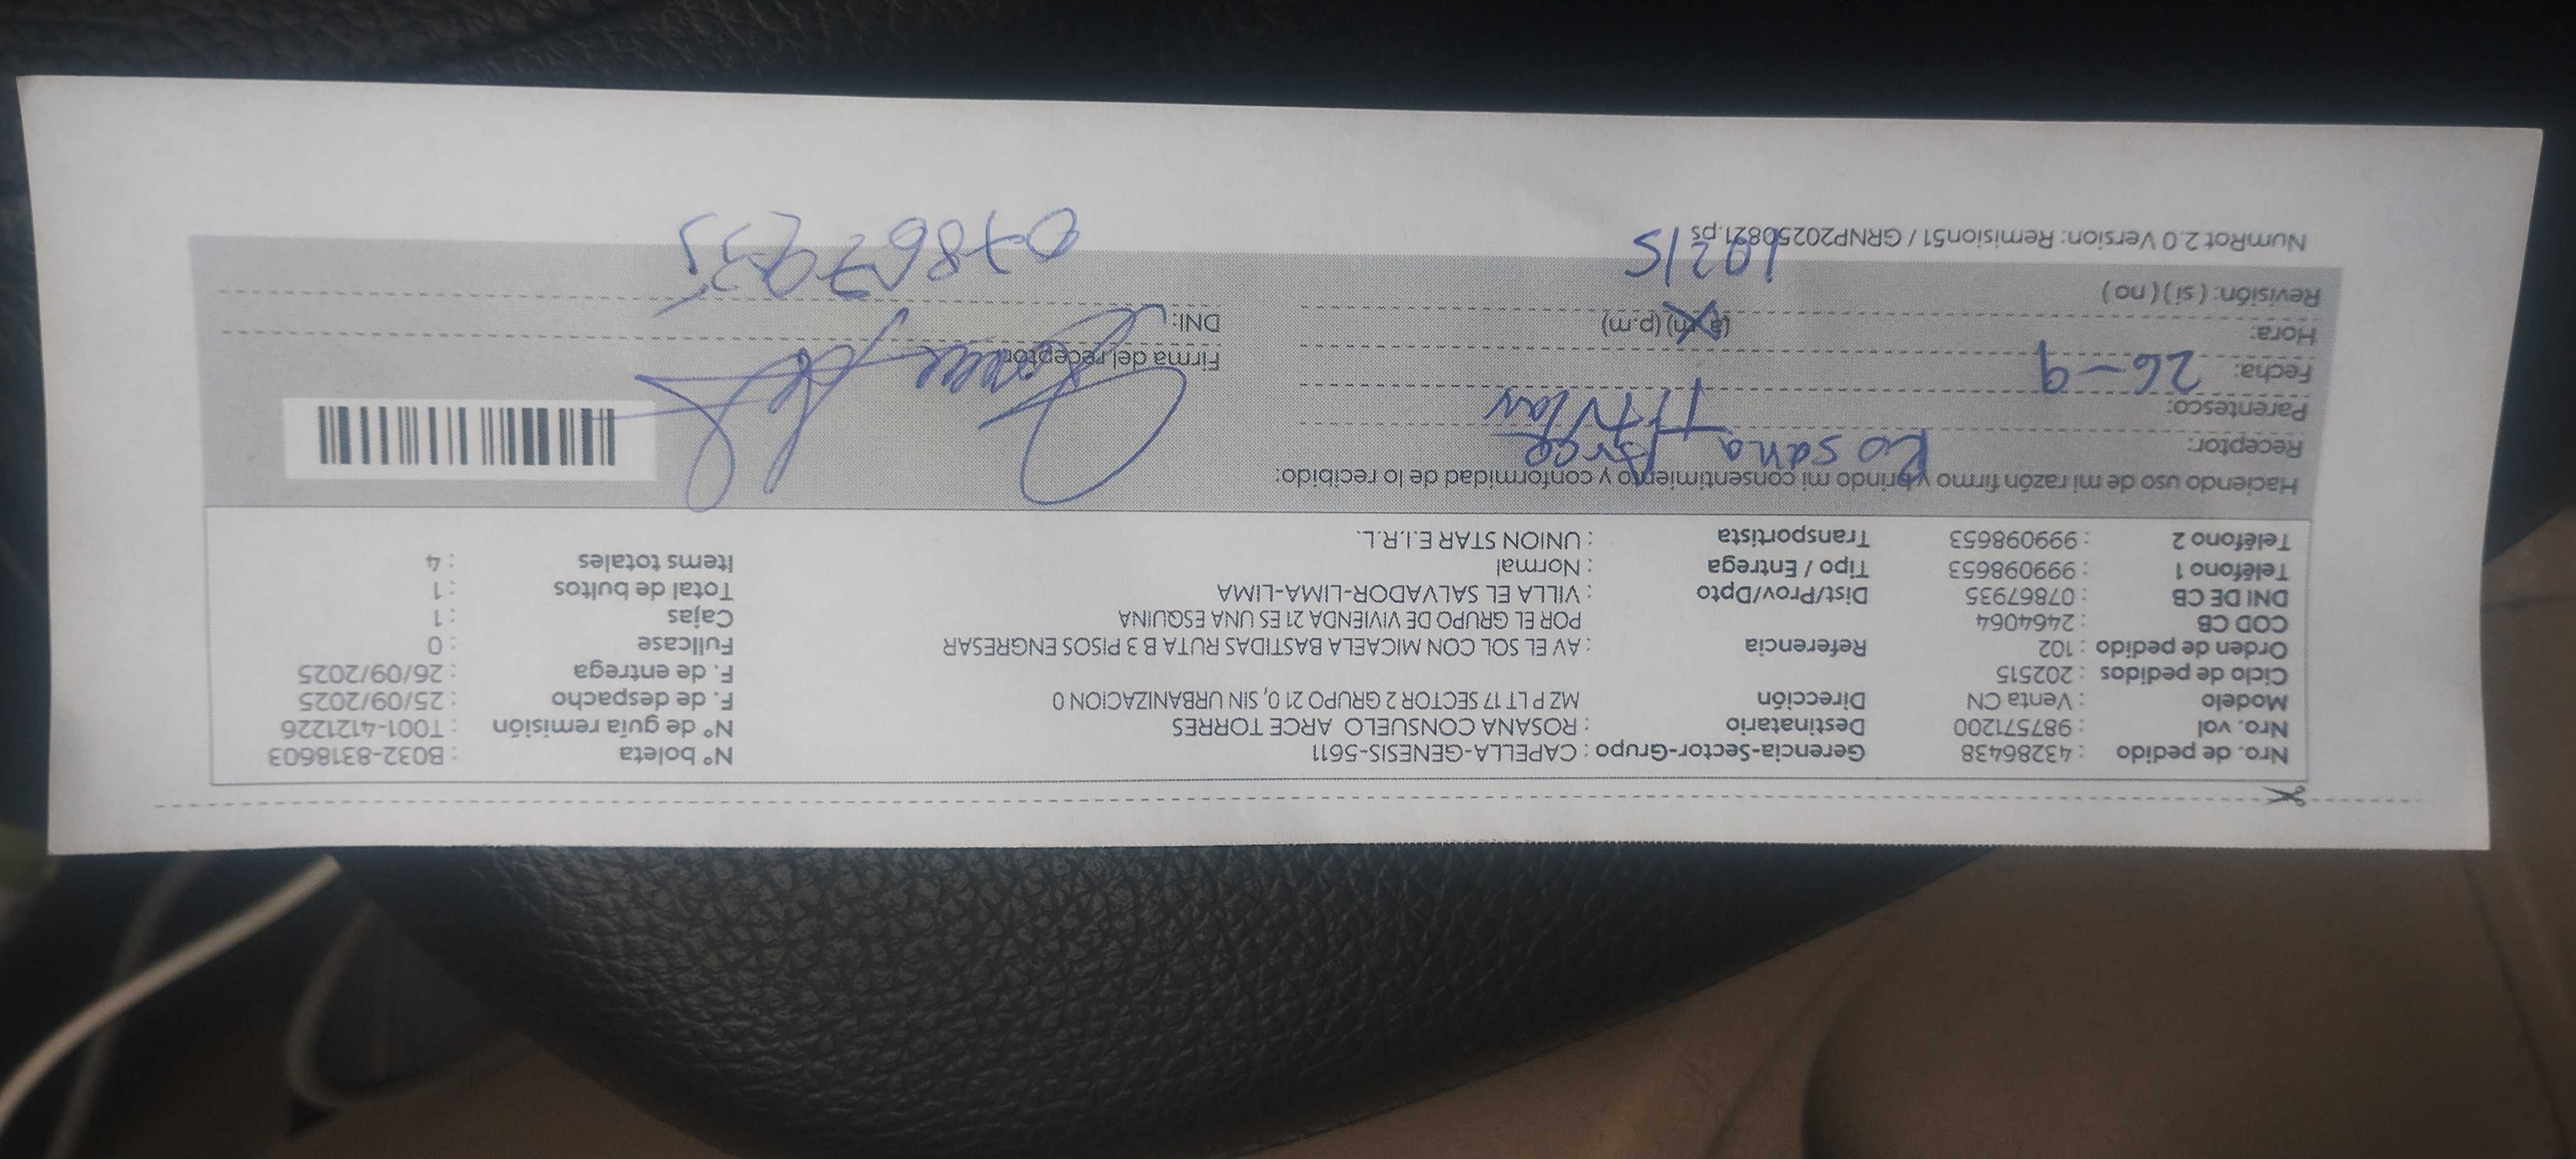 Nro. de pedido : 43286438 Gerencia-Sector-Grupo : CAPELLA-GENESIS-5611 N° boleta : B032-8318603
Nro. vol : 987571200 Destinatario : ROSANA CONSUELO ARCE TORRES N° de guía remisión : T001-4121226
Modelo : Venta CN Dirección MZ P LT 17 SECTOR 2 GRUPO 21 0, SIN URBANIZACION 0 F. de despacho : 25/09/2025
Ciclo de pedidos : 202515 F. de entrega : 26/09/2025
Orden de pedido : 102 Referencia : AV EL SOL CON MICAELA BASTIDAS RUTA B 3 PISOS ENGRESAR Fullcase : 0
COD CB : 2464064 POR EL GRUPO DE VIVIENDA 21 ES UNA ESQUINA Cajas : 1
DNI DE CB : 07867935 Dist/Prov/Dpto : VILLA EL SALVADOR-LIMA-LIMA Total de bultos : 1
Teléfono 1 : 999098653 Tipo / Entrega : Normal Items totales : 4
Teléfono 2 : 999098653 Transportista : UNION STAR E.I.R.L.
Haciendo uso de mi razón firmo y brindo mi consentimiento y conformidad de lo recibido:
Receptor: Rosana Arce
Parentesco: Titular
Fecha: 26-9 Firma del receptor
Hora: (a.m) (p.m) DNI:
Revisión: ( si ) ( no ) 1215 07867935
NumRot 2.0 Version: Remision51 / GRNP20250821.ps